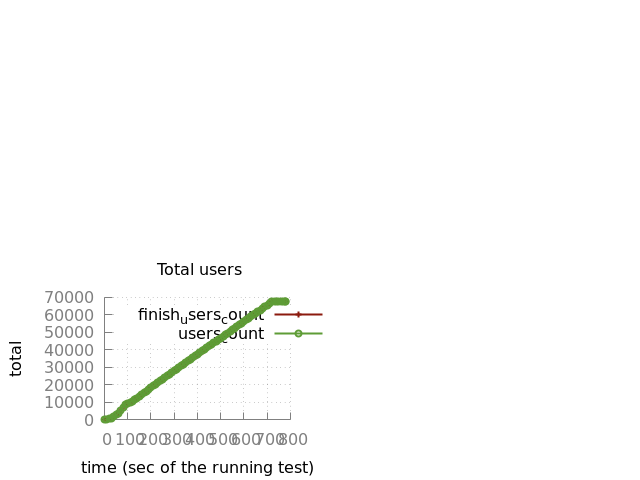 Total users
70000
60000
50000
40000
30000
20000
10000
0
total
finish_users_count
users_count
0 100 200 300 400 500 600 700 800
time (sec of the running test)